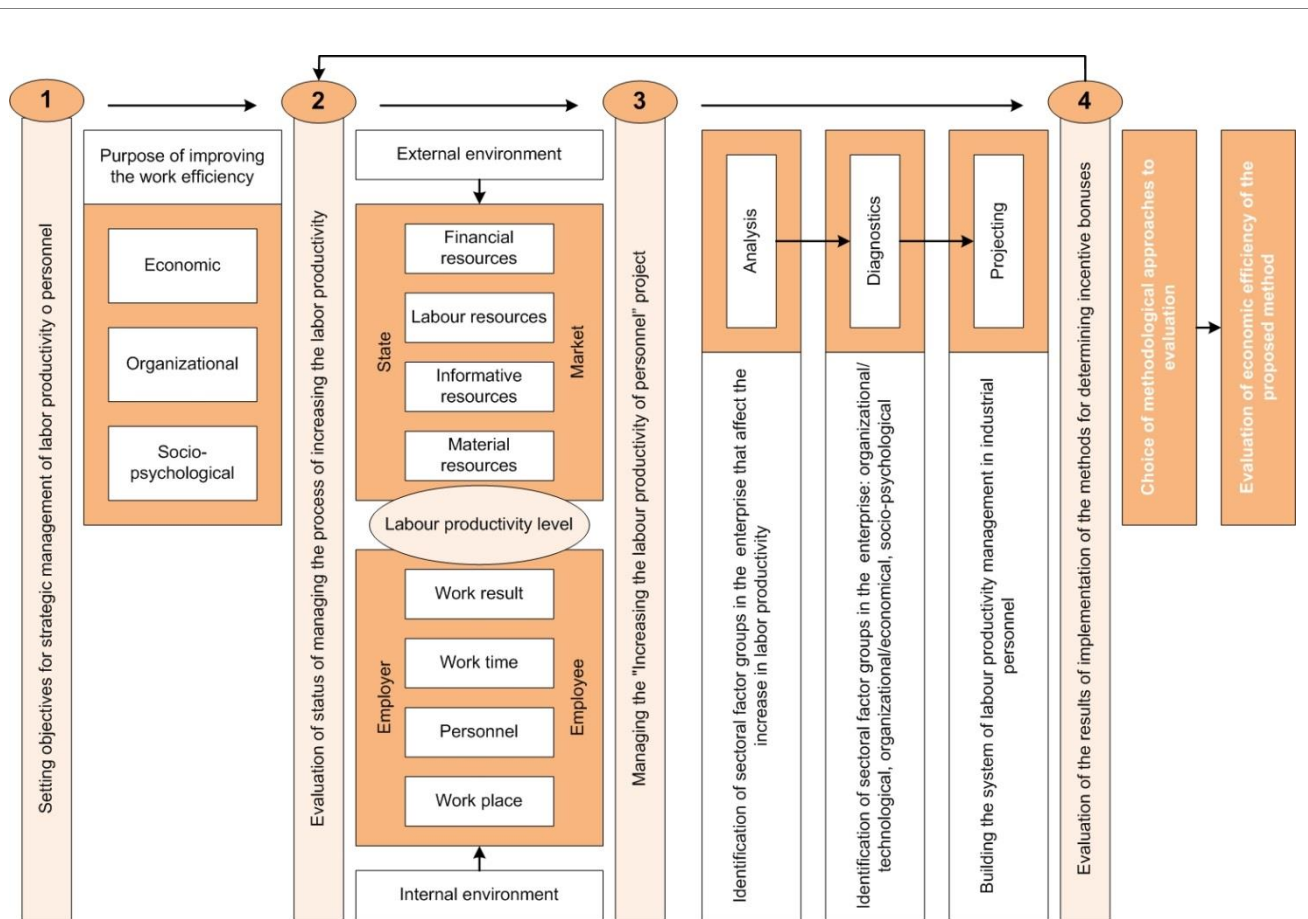 1
2
3
4
Setting objectives for strategic management of labor productivity o personnel
Purpose of improving
the work efficiency
Economic
Organizational
Socio-
psychological
Evaluation of status of managing the process of increasing the labor productivity
External environment
State
Financial
resources
Labour resources
Informative
resources
Material
resources
Market
Labour productivity level
Employer
Work result
Work time
Personnel
Work place
Employee
Internal environment
Managing the "Increasing the labour productivity of personnel" project
Analysis
Identification of sectoral factor groups in the enterprise that affect the
increase in labor productivity
Diagnostics
Identification of sectoral factor groups in the enterprise: organizational/
technological, organizational/economical, socio-psychological
Projecting
Building the system of labour productivity management in industrial
personnel
Evaluation of the results of implementation of the methods for determining incentive bonuses
Choice of methodological approaches to
evaluation
Evaluation of economic efficiency of the
proposed method